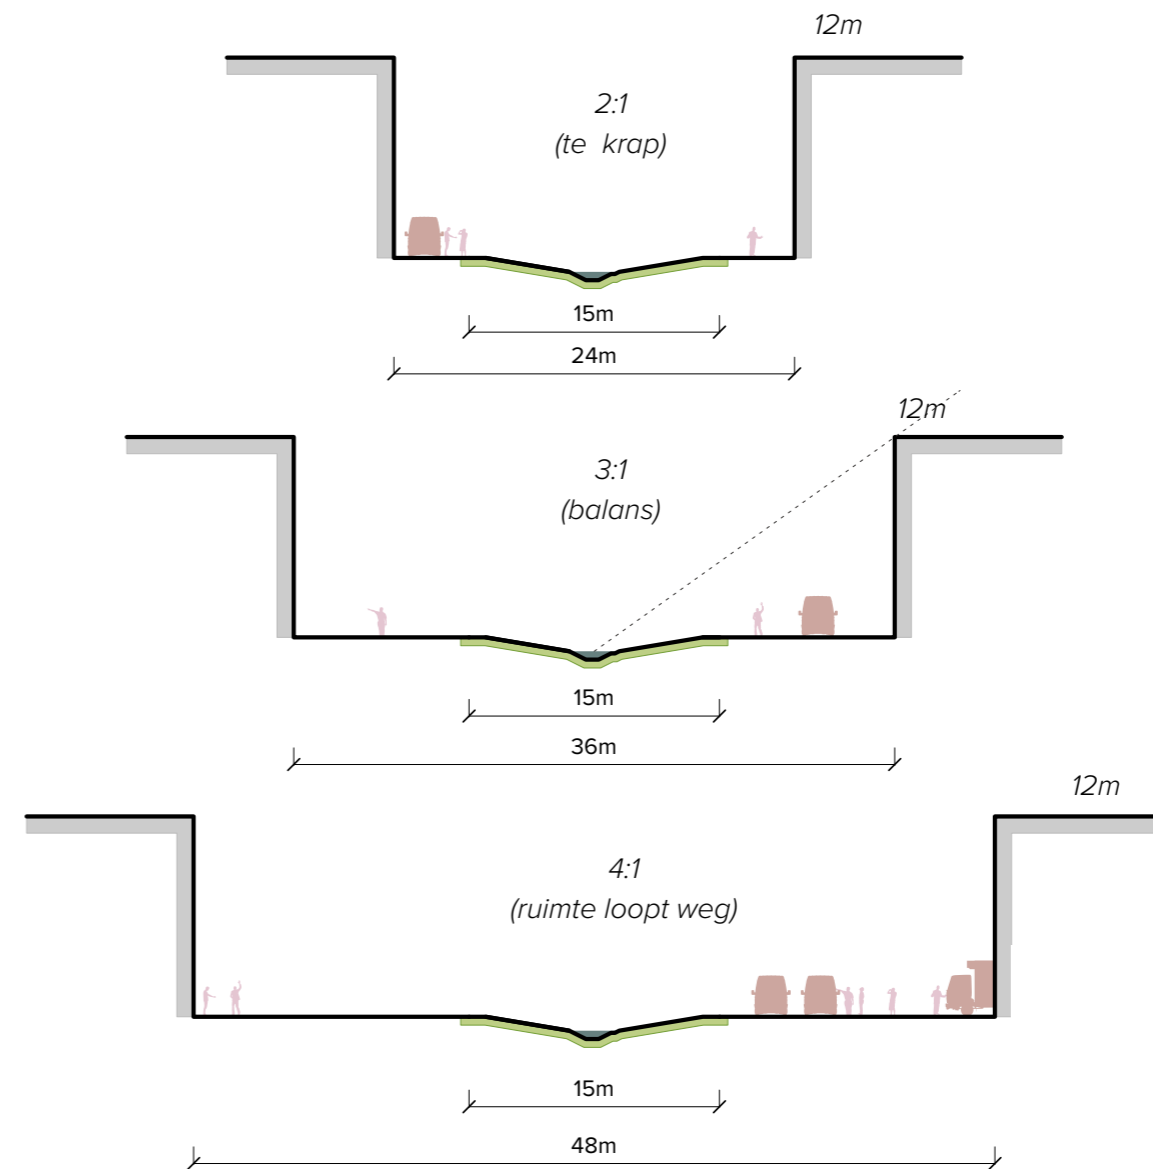 12m
2:1
(te krap)
15m
24m
12m
3:1
(balans)
15m
36m
12m
4:1
(ruimte loopt weg)
15m
48m